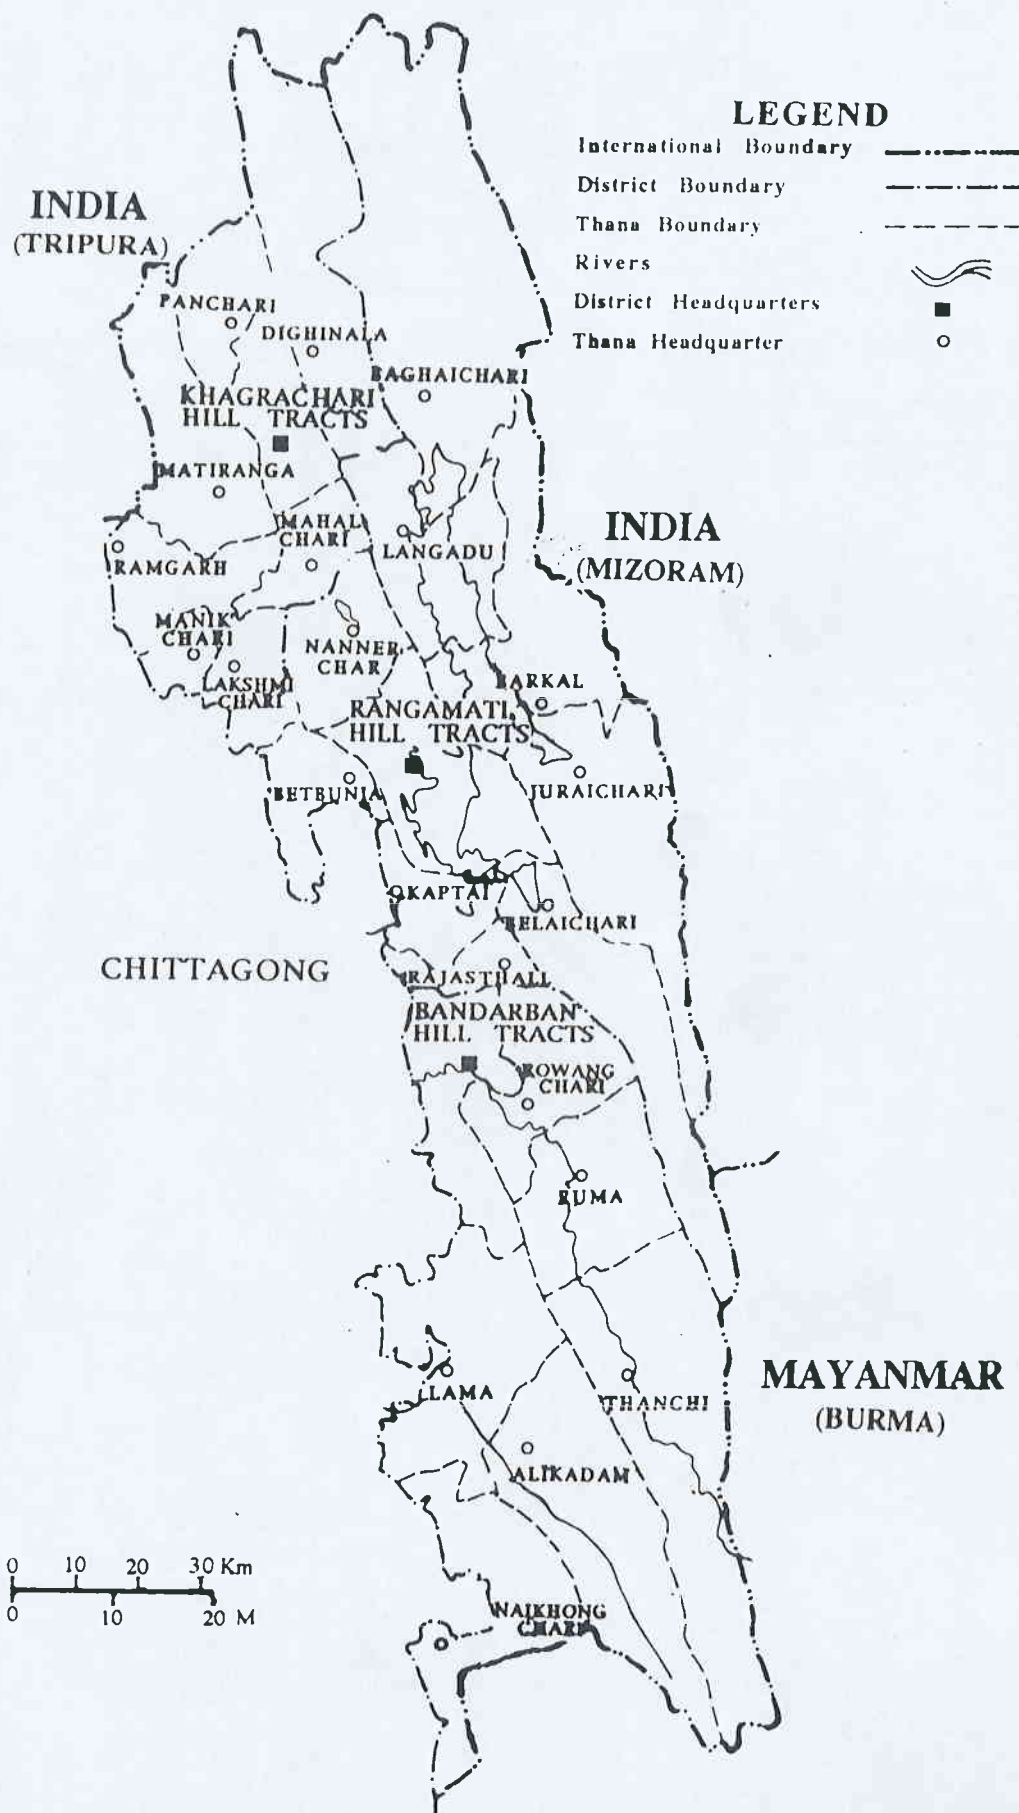 LEGEND
International Boundary
District Boundary
Thana Boundary
Rivers
District Headquarters
Thana Headquarter
INDIA
(TRIPURA)
PANCHARI
DIGHINALA
BAGHAICHARI
KHAGRACHARI
HILL TRACTS
MATIRANGA
MAHAL
CHARI
LANGADU
INDIA
(MIZORAM)
RAMGARH
MANIK
CHARI
NANNER
CHAR
LAKSHMI
CHARI
BARKAL
RANGAMATI
HILL TRACTS
BETBUNIA
JURAICHARI
KAPTAI
BELAICHARI
CHITTAGONG
RAJASTHALI
BANDARBAN
HILL TRACTS
ROWANG
CHARI
RUMA
MAYANMAR
(BURMA)
LAMA
THANCHI
ALIKADAM
0 10 20 30 Km
0 10 20 M
NAIKHONG
CHARI